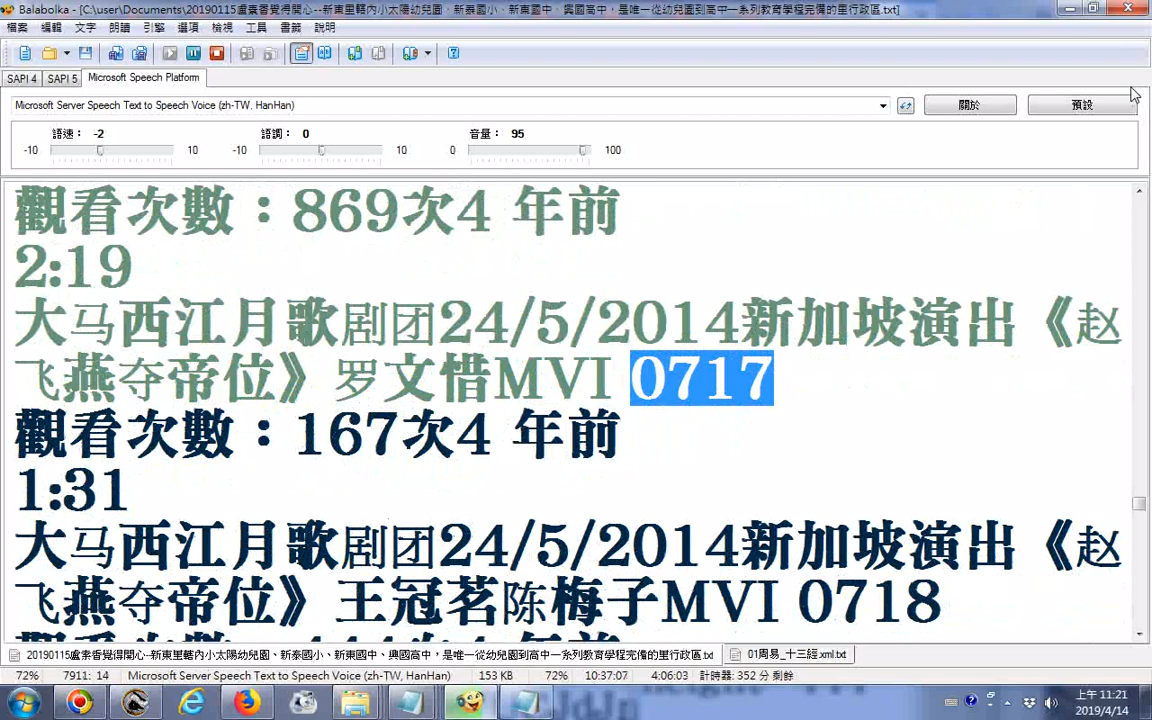 Balabolka - [C:\user\Documents\20190115盧素香覺得開心--新東里轄內小太陽幼兒園、新泰國小、新東國中、興國高中，是唯一從幼兒園到高中一系列教育學程完備的里行政區.txt]
檔案 編輯 文字 朗讀 引擎 選項 檢視 工具 書籤 說明
SAPI 4 SAPI 5 Microsoft Speech Platform
Microsoft Server Speech Text to Speech Voice (zh-TW, HanHan) 關於 預設
語速： -2 語調： 0 音量： 95
-10 10 -10 10 0 100
觀看次數：869次4 年前
2:19
大马西江月歌剧团24/5/2014新加坡演出《赵
飞燕夺帝位》罗文惜MVI 0717
觀看次數：167次4 年前
1:31
大马西江月歌剧团24/5/2014新加坡演出《赵
飞燕夺帝位》王冠茗陈梅子MVI 0718
20190115盧素香覺得開心--新東里轄內小太陽幼兒園、新泰國小、新東國中、興國高中，是唯一從幼兒園到高中一系列教育學程完備的里行政區.txt 01周易_十三經.xml.txt
72% 7911: 14 Microsoft Server Speech Text to Speech Voice (zh-TW, HanHan) 72% 10:37:07 4:06:03 計時器: 352 分 剩餘
上午 11:21
2019/4/14